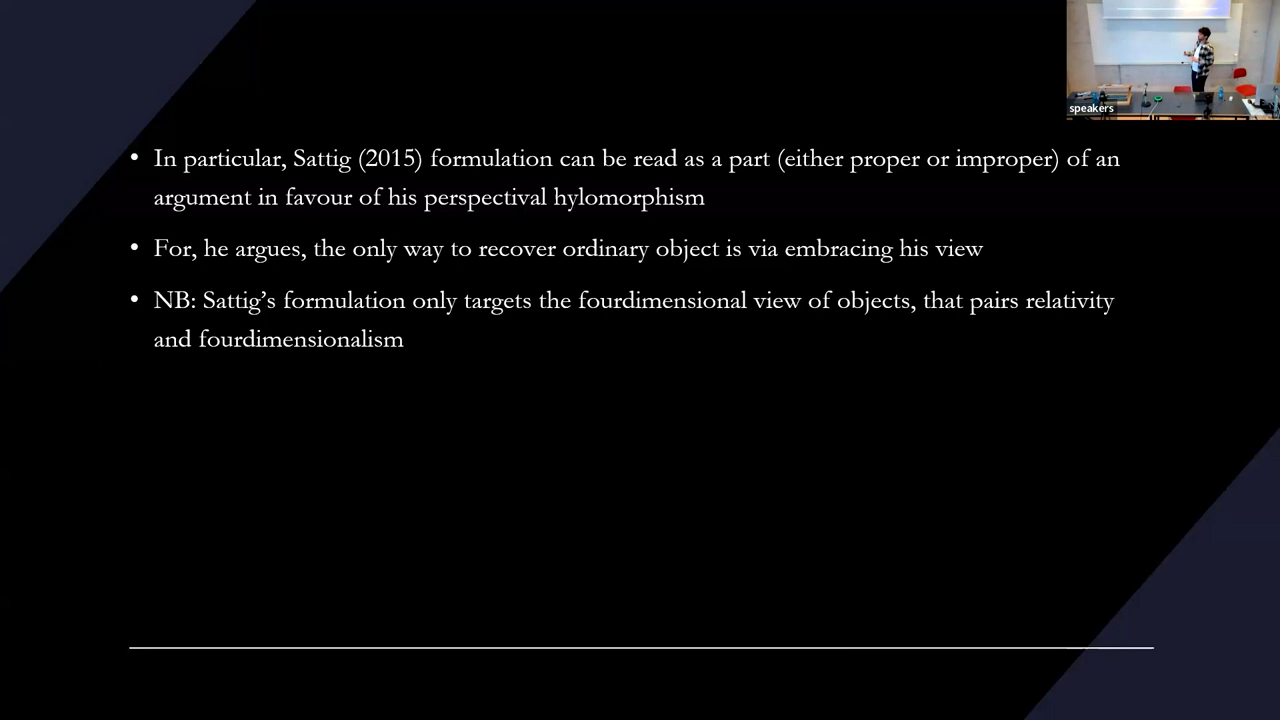 • In particular, Sattig (2015) formulation can be read as a part (either proper or improper) of an
argument in favour of his perspectival hylomorphism
• For, he argues, the only way to recover ordinary object is via embracing his view
• NB: Sattig’s formulation only targets the fourdimensional view of objects, that pairs relativity
and fourdimensionalism
speakers